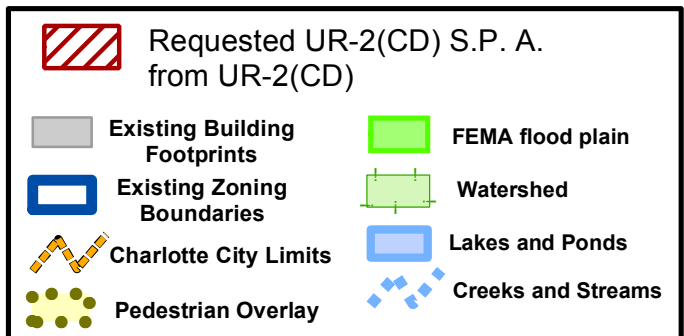 Requested UR-2(CD) S.P. A.
from UR-2(CD)
Existing Building
Footprints
Existing Zoning
Boundaries
Charlotte City Limits
Pedestrian Overlay
FEMA flood plain
Watershed
Lakes and Ponds
Creeks and Streams